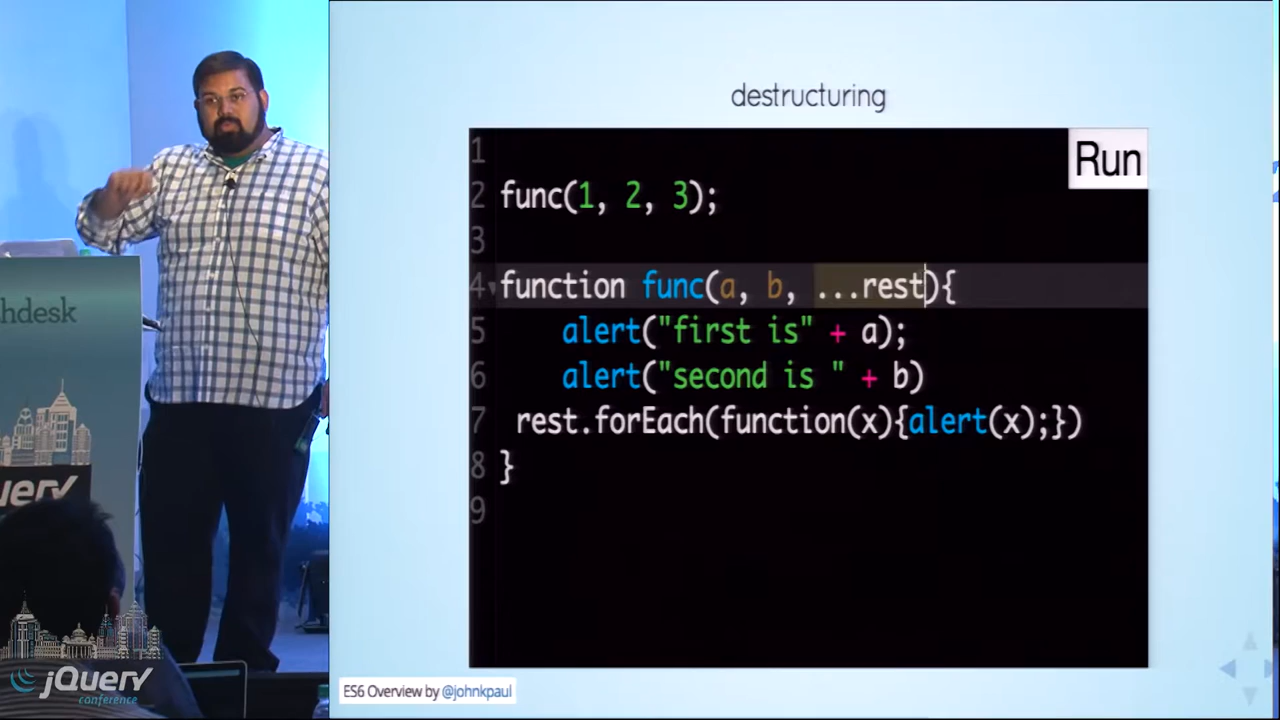 destructuring
Run
1
2 func(1, 2, 3);
3
4 function func(a, b, ...rest){
5 alert("first is" + a);
6 alert("second is " + b)
7 rest.forEach(function(x){alert(x);})
8 }
9
hdesk
uery
jQuery
conference
ES6 Overview by @johnkpaul